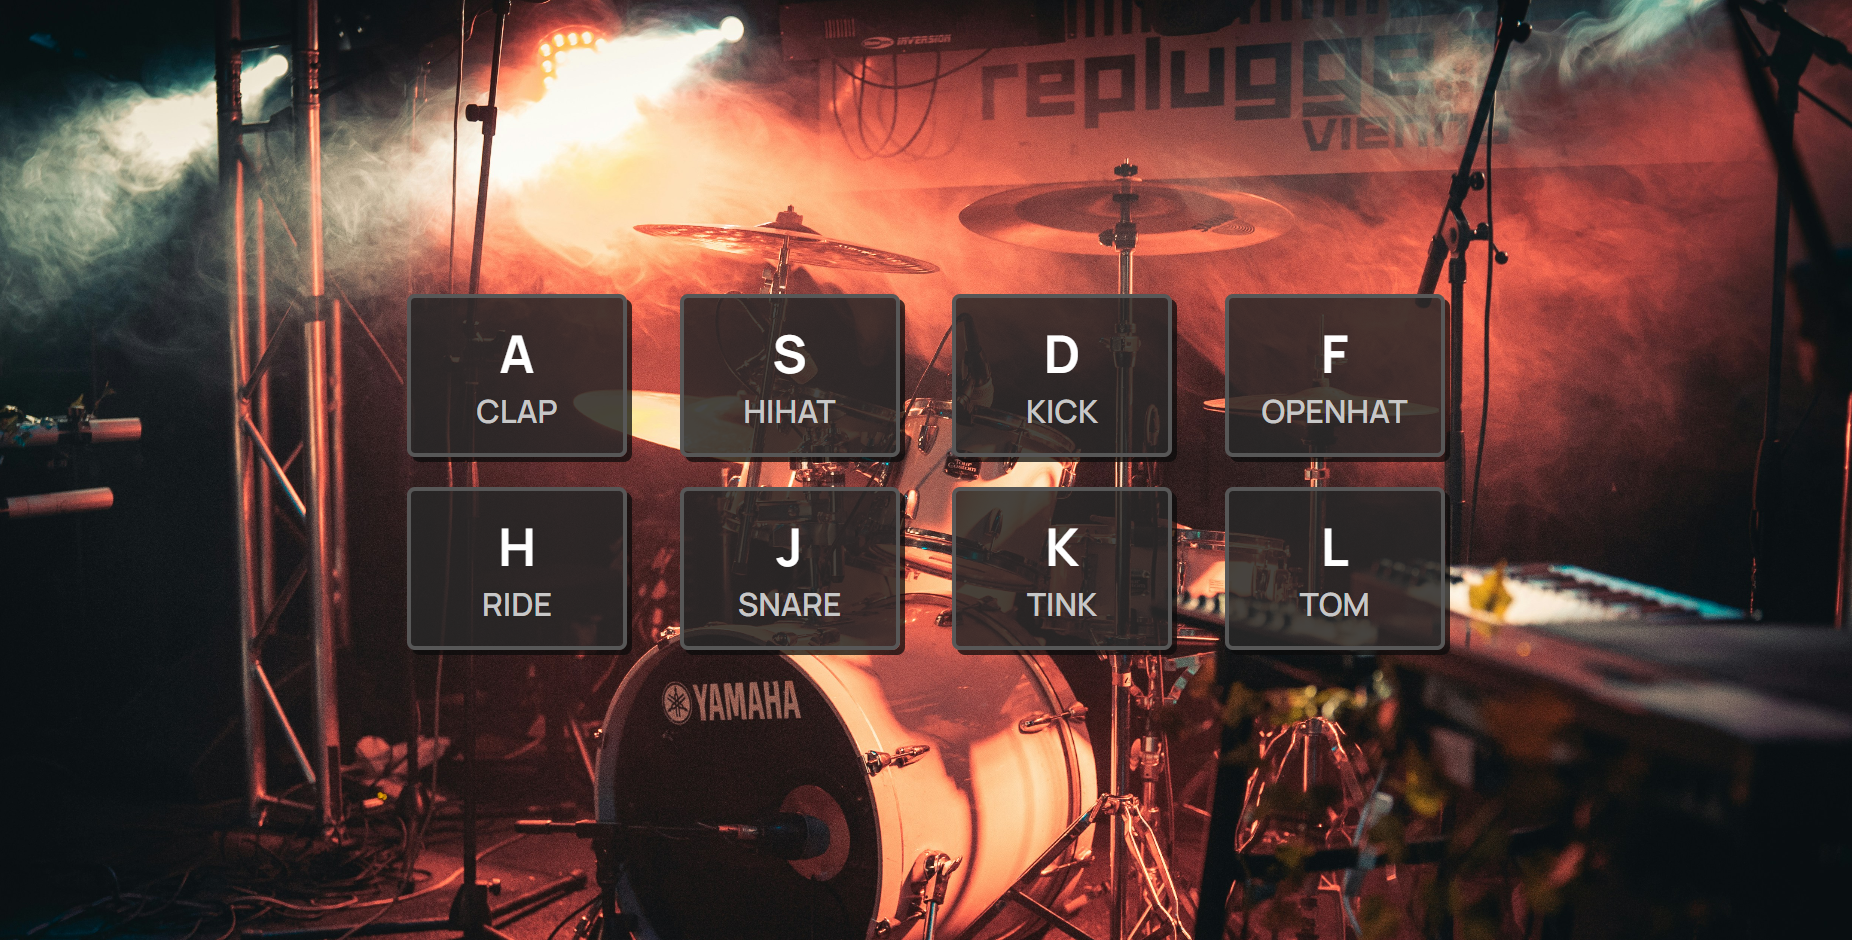 INVERSION
replugged
VIENNA
A
CLAP
S
HIHAT
D
KICK
F
OPENHAT
H
RIDE
J
SNARE
K
TINK
L
TOM
YAMAHA